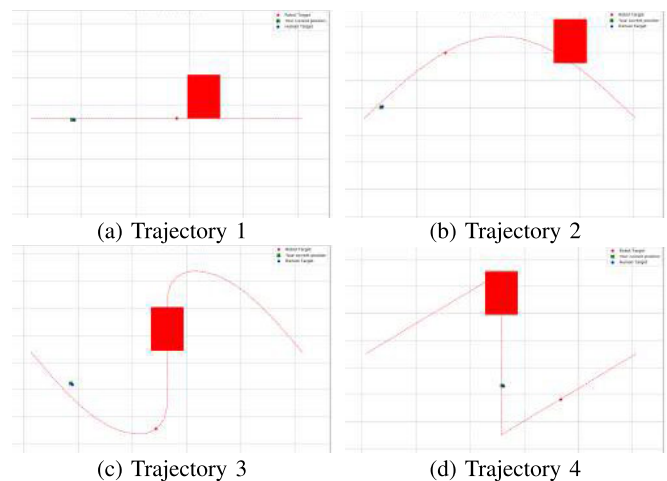 Robot Target
Your current position
Human Target
Robot Target
Your current position
Human Target
(a) Trajectory 1
(b) Trajectory 2
Robot Target
Your current position
Human Target
Robot Target
Your current position
Human Target
(c) Trajectory 3
(d) Trajectory 4